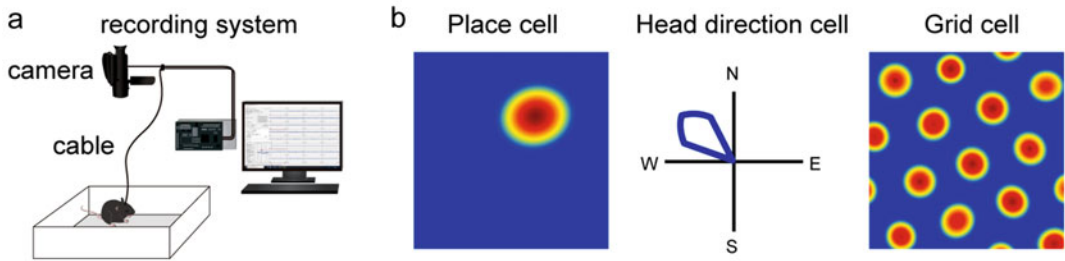 a
recording system
camera
cable
b
Place cell
Head direction cell
Grid cell
N
W
E
S